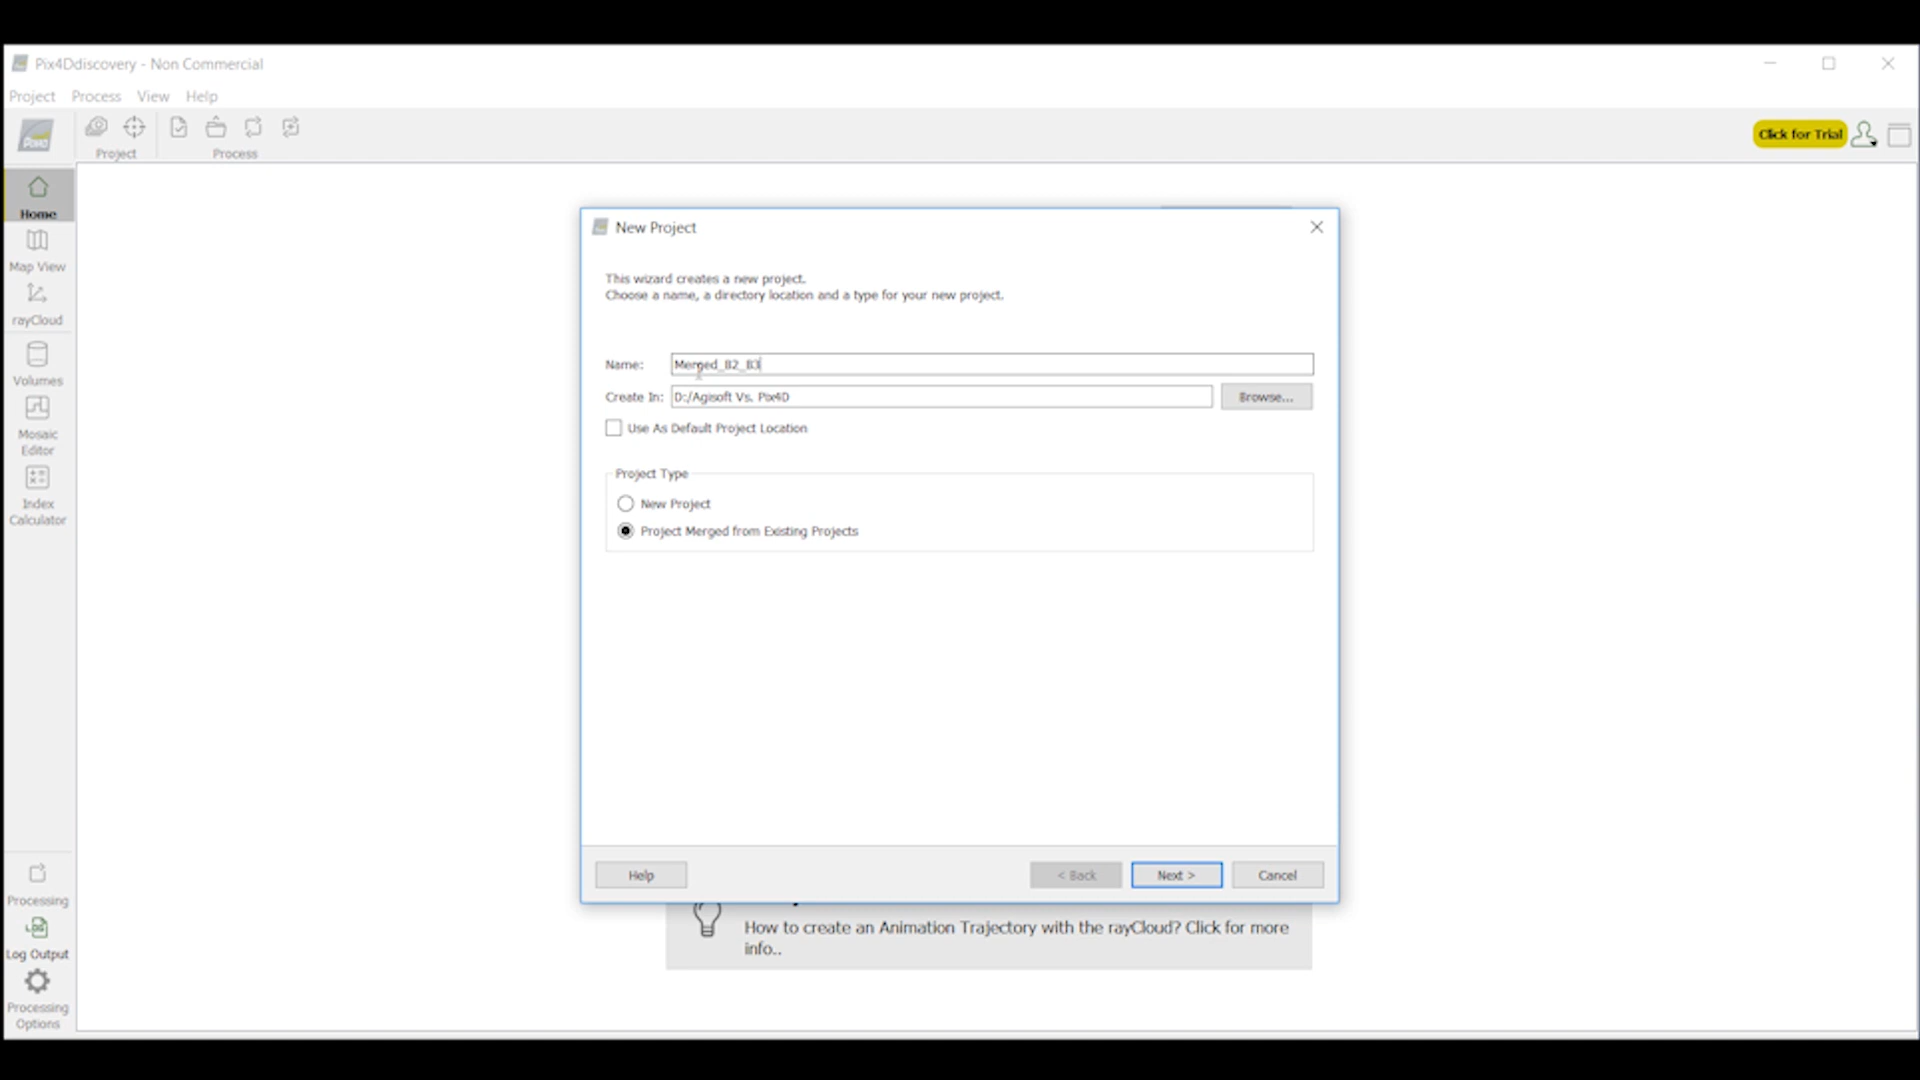 Pix4Ddiscovery - Non Commercial
Project Process View Help
Project
Process
Click for Trial
Home
Map View
rayCloud
Volumes
Mosaic
Editor
Index
Calculator
Processing
Log Output
Processing
Options
New Project
This wizard creates a new project.
Choose a name, a directory location and a type for your new project.
Name: Merged_B2_B3
Create In: D:/Agisoft Vs. Pix4D Browse...
Use As Default Project Location
Project Type
New Project
Project Merged from Existing Projects
Help < Back Next > Cancel
How to create an Animation Trajectory with the rayCloud? Click for more
info..